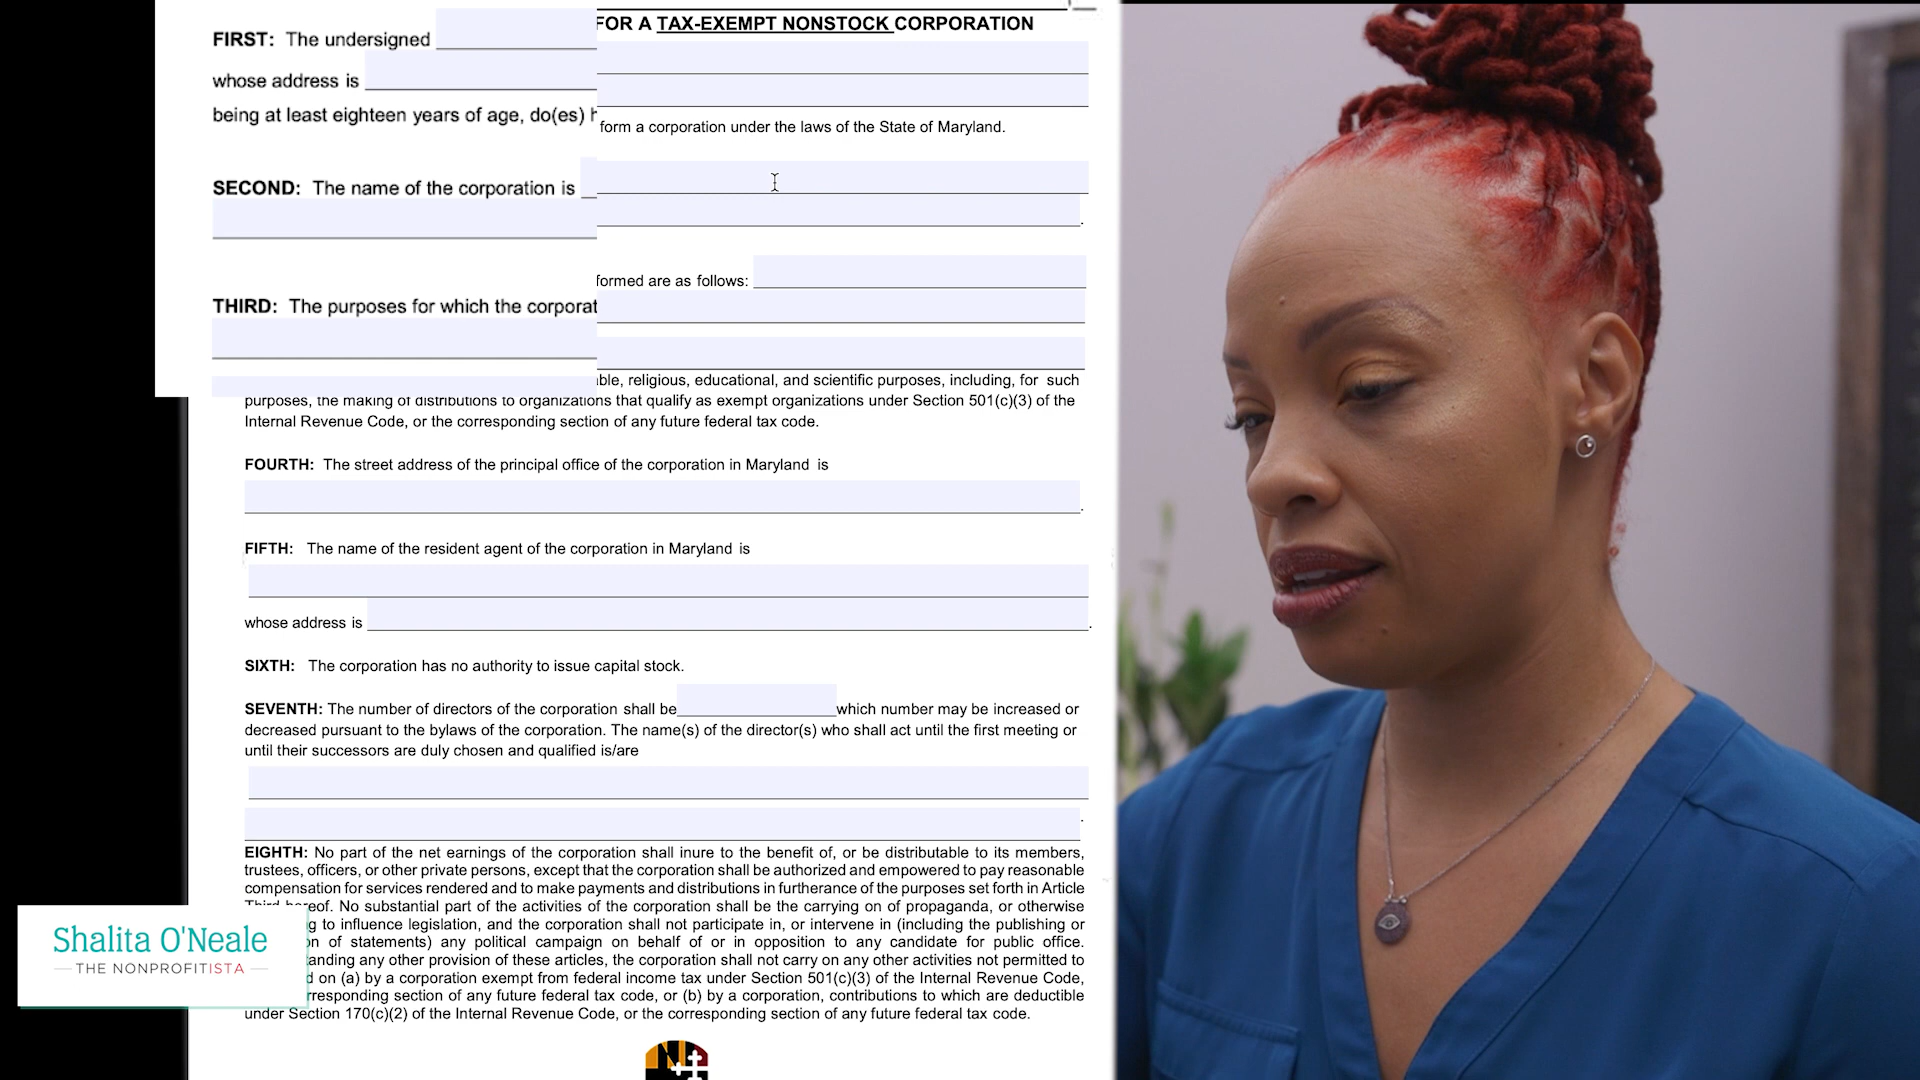 FOR A TAX-EXEMPT NONSTOCK CORPORATION
FIRST: The undersigned
whose address is
being at least eighteen years of age, do(es) h
form a corporation under the laws of the State of Maryland.
SECOND: The name of the corporation is
.
formed are as follows:
THIRD: The purposes for which the corporat
ble, religious, educational, and scientific purposes, including, for such
purposes, the making of distributions to organizations that qualify as exempt organizations under Section 501(c)(3) of the
Internal Revenue Code, or the corresponding section of any future federal tax code.
FOURTH: The street address of the principal office of the corporation in Maryland is
.
FIFTH: The name of the resident agent of the corporation in Maryland is
whose address is .
SIXTH: The corporation has no authority to issue capital stock.
SEVENTH: The number of directors of the corporation shall be which number may be increased or
decreased pursuant to the bylaws of the corporation. The name(s) of the director(s) who shall act until the first meeting or
until their successors are duly chosen and qualified is/are
.
EIGHTH: No part of the net earnings of the corporation shall inure to the benefit of, or be distributable to its members,
trustees, officers, or other private persons, except that the corporation shall be authorized and empowered to pay reasonable
compensation for services rendered and to make payments and distributions in furtherance of the purposes set forth in Article
Third hereof. No substantial part of the activities of the corporation shall be the carrying on of propaganda, or otherwise
g to influence legislation, and the corporation shall not participate in, or intervene in (including the publishing or
on of statements) any political campaign on behalf of or in opposition to any candidate for public office.
anding any other provision of these articles, the corporation shall not carry on any other activities not permitted to
d on (a) by a corporation exempt from federal income tax under Section 501(c)(3) of the Internal Revenue Code,
rresponding section of any future federal tax code, or (b) by a corporation, contributions to which are deductible
under Section 170(c)(2) of the Internal Revenue Code, or the corresponding section of any future federal tax code.
Shalita O'Neale
THE NONPROFITISTA